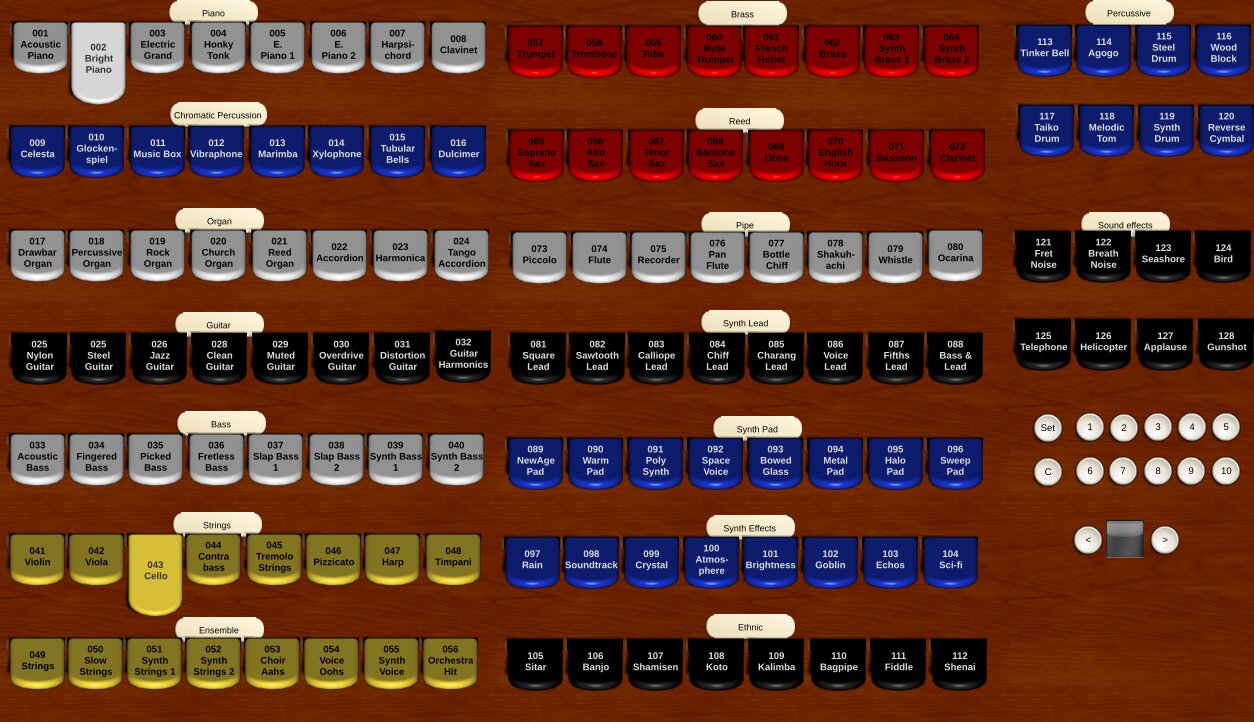 Piano
001 Acoustic Piano
002 Bright Piano
003 Electric Grand
004 Honky Tonk
005 E. Piano 1
006 E. Piano 2
007 Harpsi-chord
008 Clavinet
Chromatic Percussion
009 Celesta
010 Glocken-spiel
011 Music Box
012 Vibraphone
013 Marimba
014 Xylophone
015 Tubular Bells
016 Dulcimer
Organ
017 Drawbar Organ
018 Percussive Organ
019 Rock Organ
020 Church Organ
021 Reed Organ
022 Accordion
023 Harmonica
024 Tango Accordion
Guitar
025 Nylon Guitar
025 Steel Guitar
026 Jazz Guitar
028 Clean Guitar
029 Muted Guitar
030 Overdrive Guitar
031 Distortion Guitar
032 Guitar Harmonics
Bass
033 Acoustic Bass
034 Fingered Bass
035 Picked Bass
036 Fretless Bass
037 Slap Bass 1
038 Slap Bass 2
039 Synth Bass 1
040 Synth Bass 2
Strings
041 Violin
042 Viola
043 Cello
044 Contra bass
045 Tremolo Strings
046 Pizzicato
047 Harp
048 Timpani
Ensemble
049 Strings
050 Slow Strings
051 Synth Strings 1
052 Synth Strings 2
053 Choir Aahs
054 Voice Oohs
055 Synth Voice
056 Orchestra Hit
Brass
057 Trumpet
058 Trombone
059 Tuba
060 Mute Trumpet
061 French Horns
062 Brass
063 Synth Brass 1
064 Synth Brass 2
Reed
065 Soprano Sax
066 Alto Sax
067 Tenor Sax
068 Baritone Sax
069 Oboe
070 English Horn
071 Bassoon
072 Clarinet
Pipe
073 Piccolo
074 Flute
075 Recorder
076 Pan Flute
077 Bottle Chiff
078 Shakuh-achi
079 Whistle
080 Ocarina
Synth Lead
081 Square Lead
082 Sawtooth Lead
083 Calliope Lead
084 Chiff Lead
085 Charang Lead
086 Voice Lead
087 Fifths Lead
088 Bass & Lead
Synth Pad
089 NewAge Pad
090 Warm Pad
091 Poly Synth
092 Space Voice
093 Bowed Glass
094 Metal Pad
095 Halo Pad
096 Sweep Pad
Synth Effects
097 Rain
098 Soundtrack
099 Crystal
100 Atmos-phere
101 Brightness
102 Goblin
103 Echos
104 Sci-fi
Ethnic
105 Sitar
106 Banjo
107 Shamisen
108 Koto
109 Kalimba
110 Bagpipe
111 Fiddle
112 Shenai
Percussive
113 Tinker Bell
114 Agogo
115 Steel Drum
116 Wood Block
117 Taiko Drum
118 Melodic Tom
119 Synth Drum
120 Reverse Cymbal
Sound effects
121 Fret Noise
122 Breath Noise
123 Seashore
124 Bird
125 Telephone
126 Helicopter
127 Applause
128 Gunshot
Set 1 2 3 4 5
C 6 7 8 9 10
< >